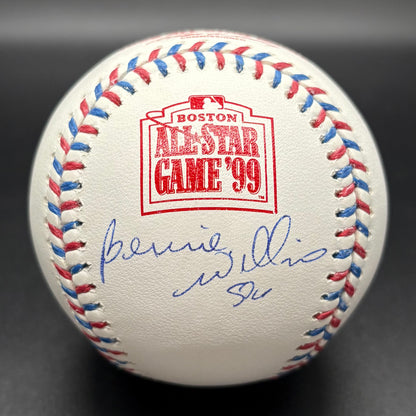 BOSTON
ALL★STAR
GAME '99
Bernie
Williams
51